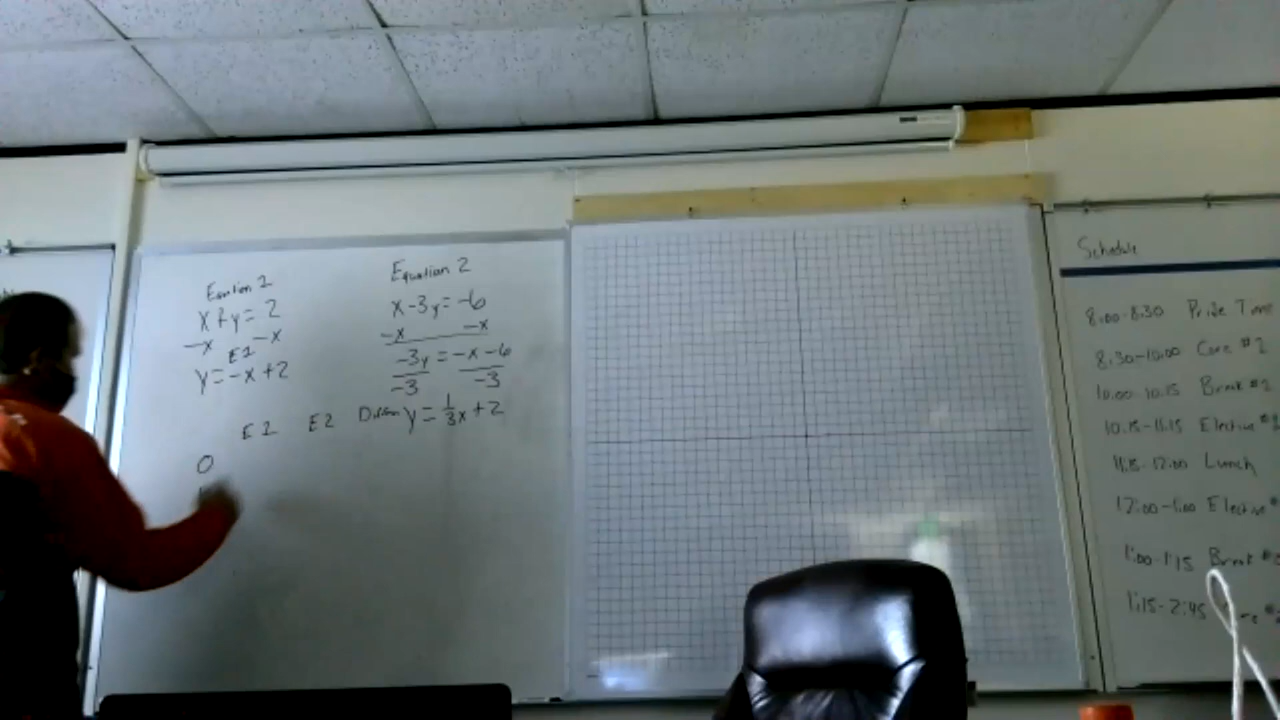 Equation 1
x + y = 2
-x -x
E1
y = -x + 2
Equation 2
x - 3y = -6
-x -x
-3y = -x - 6
-3 -3
y = 1/3x + 2
E1 E2
0
Schedule
8:00-8:30 Pride Time
8:30-10:00 Core #1
10:00-10:15 Break #1
10:15-11:15 Elective #1
11:15-12:00 Lunch
12:00-1:00 Elective #
1:00-1:15 Break #
1:15-2:45